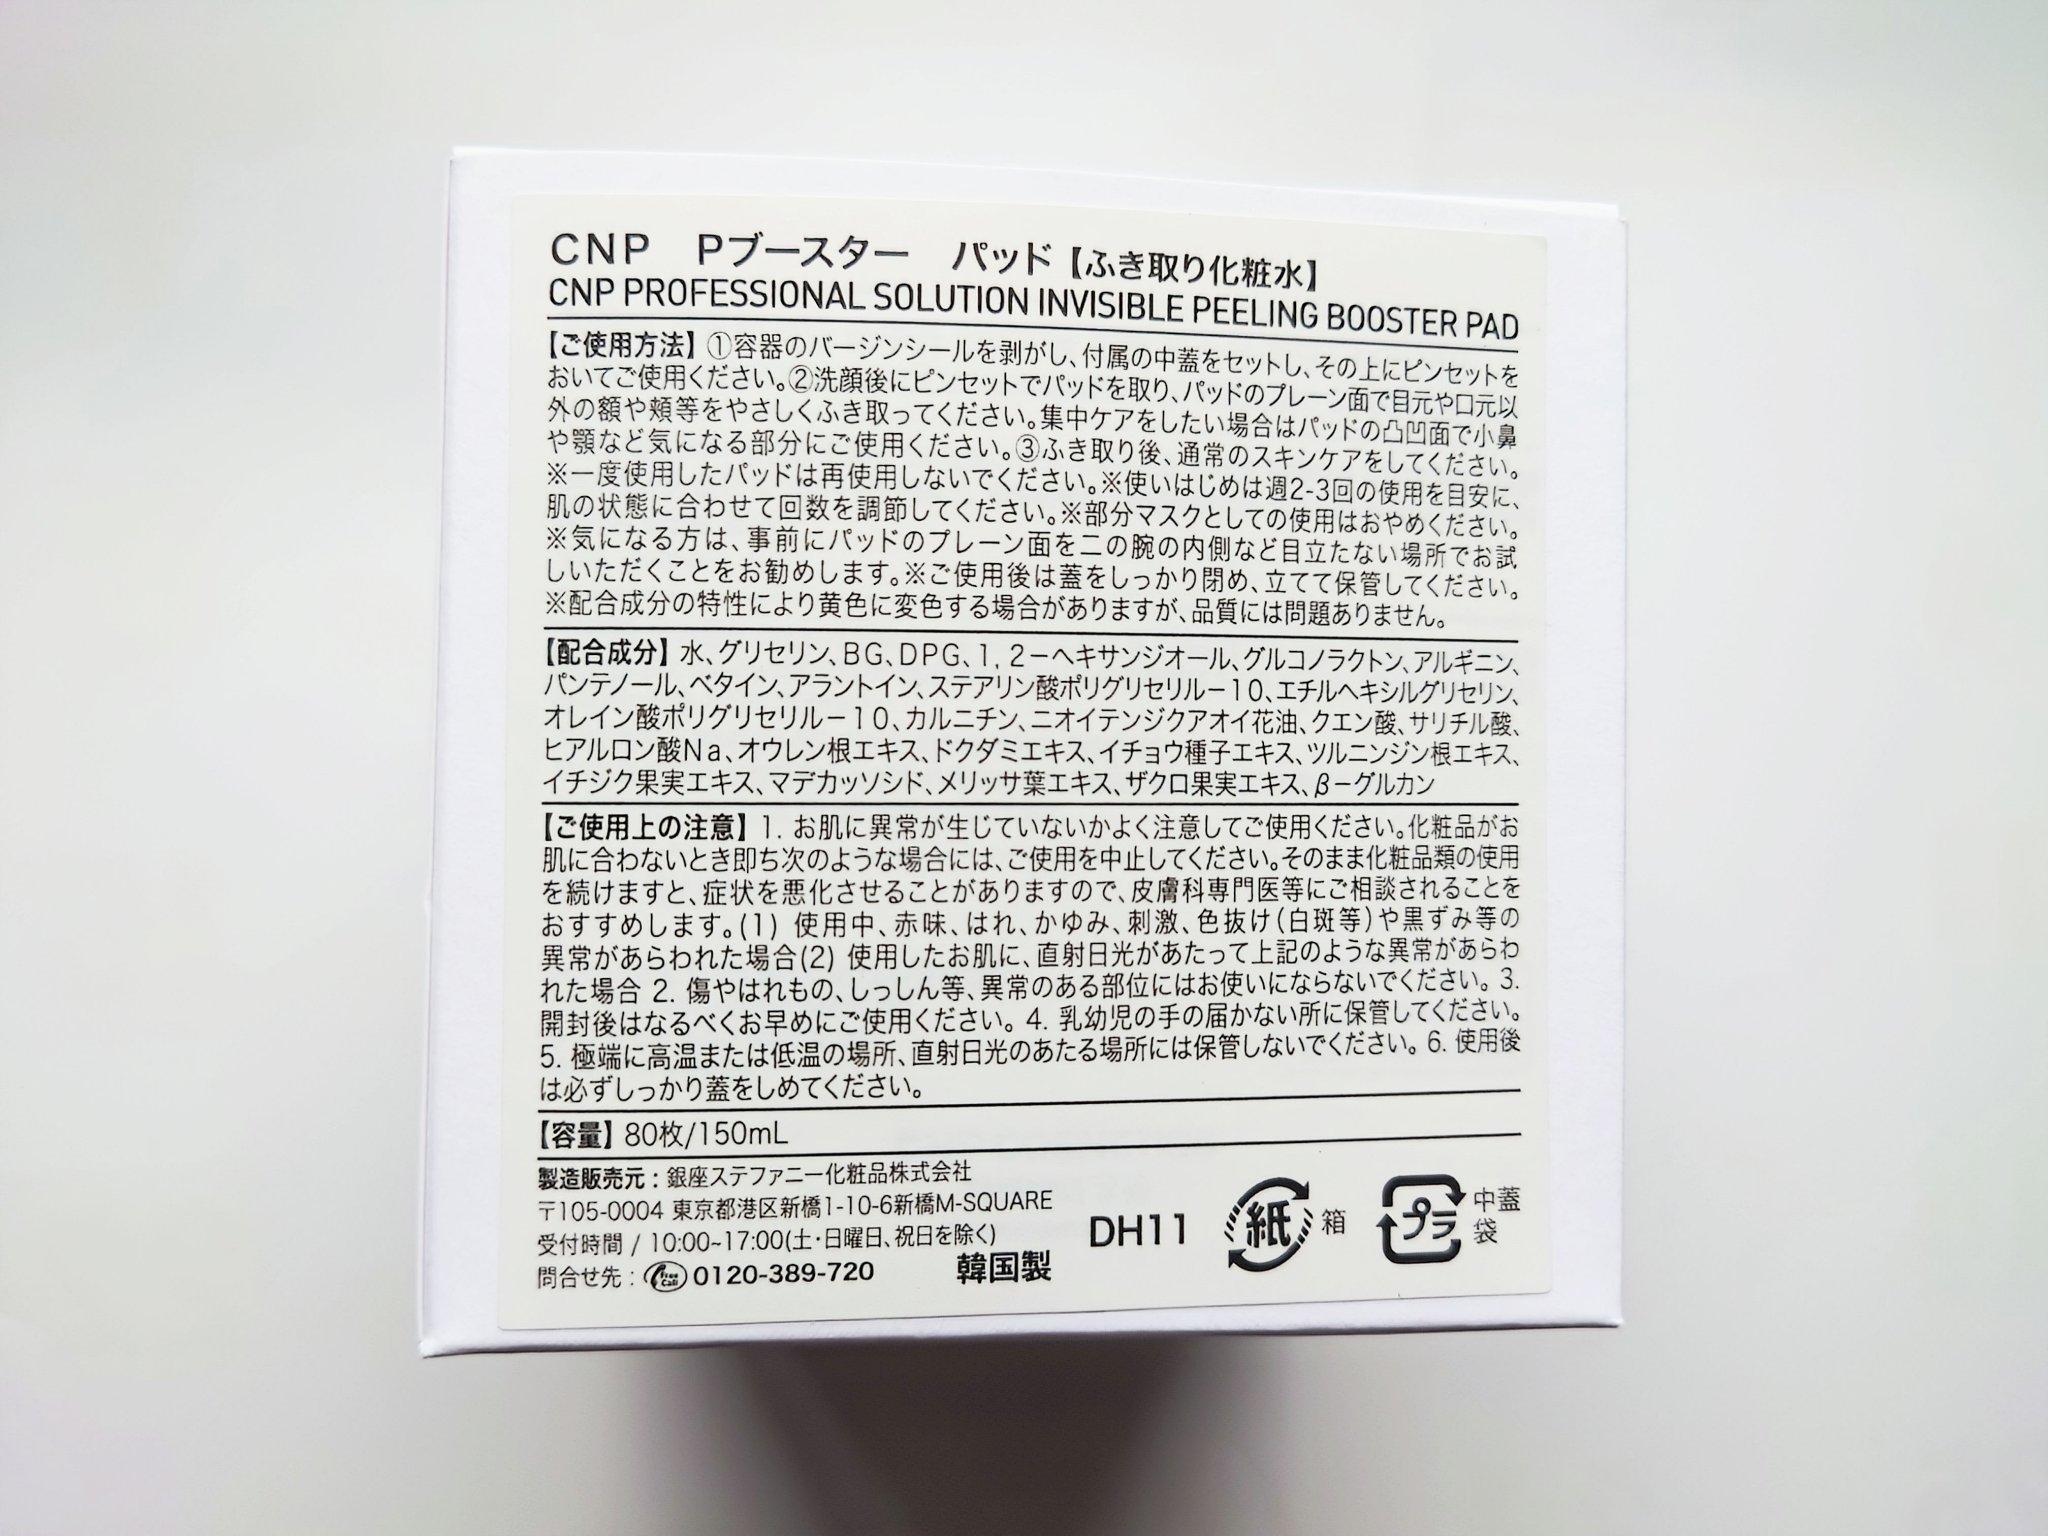 CNP　Pブースター　パッド【ふき取り化粧水】
CNP PROFESSIONAL SOLUTION INVISIBLE PEELING BOOSTER PAD
【ご使用方法】①容器のバージンシールを剥がし、付属の中蓋をセットし、その上にピンセットを
おいてご使用ください。②洗顔後にピンセットでパッドを取り、パッドのプレーン面で目元や口元以
外の額や頬等をやさしくふき取ってください。集中ケアをしたい場合はパッドの凸凹面で小鼻
や顎など気になる部分にご使用ください。③ふき取り後、通常のスキンケアをしてください。
※一度使用したパッドは再使用しないでください。※使いはじめは週2-3回の使用を目安に、
肌の状態に合わせて回数を調節してください。※部分マスクとしての使用はおやめください。
※気になる方は、事前にパッドのプレーン面を二の腕の内側など目立たない場所でお試
しいただくことをお勧めします。※ご使用後は蓋をしっかり閉め、立てて保管してください。
※配合成分の特性により黄色に変色する場合がありますが、品質には問題ありません。
【配合成分】水、グリセリン、BG、DPG、1，2－ヘキサンジオール、グルコノラクトン、アルギニン、
パンテノール、ベタイン、アラントイン、ステアリン酸ポリグリセリル－10、エチルヘキシルグリセリン、
オレイン酸ポリグリセリル－10、カルニチン、ニオイテンジクアオイ花油、クエン酸、サリチル酸、
ヒアルロン酸Na、オウレン根エキス、ドクダミエキス、イチョウ種子エキス、ツルニンジン根エキス、
イチジク果実エキス、マデカッソシド、メリッサ葉エキス、ザクロ果実エキス、β－グルカン
【ご使用上の注意】1. お肌に異常が生じていないかよく注意してご使用ください。化粧品がお
肌に合わないとき即ち次のような場合には、ご使用を中止してください。そのまま化粧品類の使用
を続けますと、症状を悪化させることがありますので、皮膚科専門医等にご相談されることを
おすすめします。(1) 使用中、赤味、はれ、かゆみ、刺激、色抜け(白斑等)や黒ずみ等の
異常があらわれた場合(2) 使用したお肌に、直射日光があたって上記のような異常があらわ
れた場合 2. 傷やはれもの、しっしん等、異常のある部位にはお使いにならないでください。3.
開封後はなるべくお早めにご使用ください。4. 乳幼児の手の届かない所に保管してください。
5. 極端に高温または低温の場所、直射日光のあたる場所には保管しないでください。6. 使用後
は必ずしっかり蓋をしめてください。
【容量】80枚/150mL
製造販売元：銀座ステファニー化粧品株式会社
〒105-0004 東京都港区新橋1-10-6新橋M-SQUARE
受付時間 / 10:00~17:00(土・日曜日、祝日を除く)
問合せ先：Free Call 0120-389-720
韓国製
DH11
紙 箱
プラ 中蓋
袋